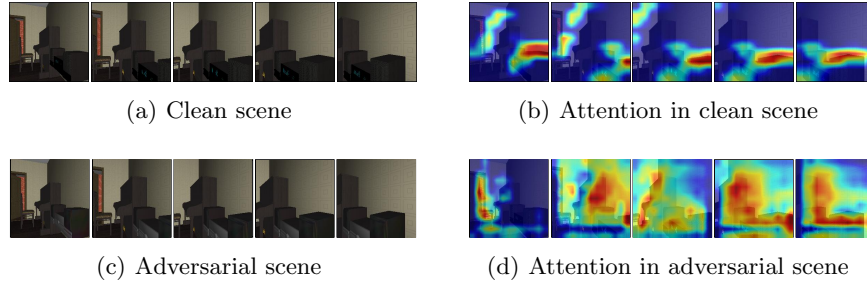 (a) Clean scene
(b) Attention in clean scene
(c) Adversarial scene
(d) Attention in adversarial scene